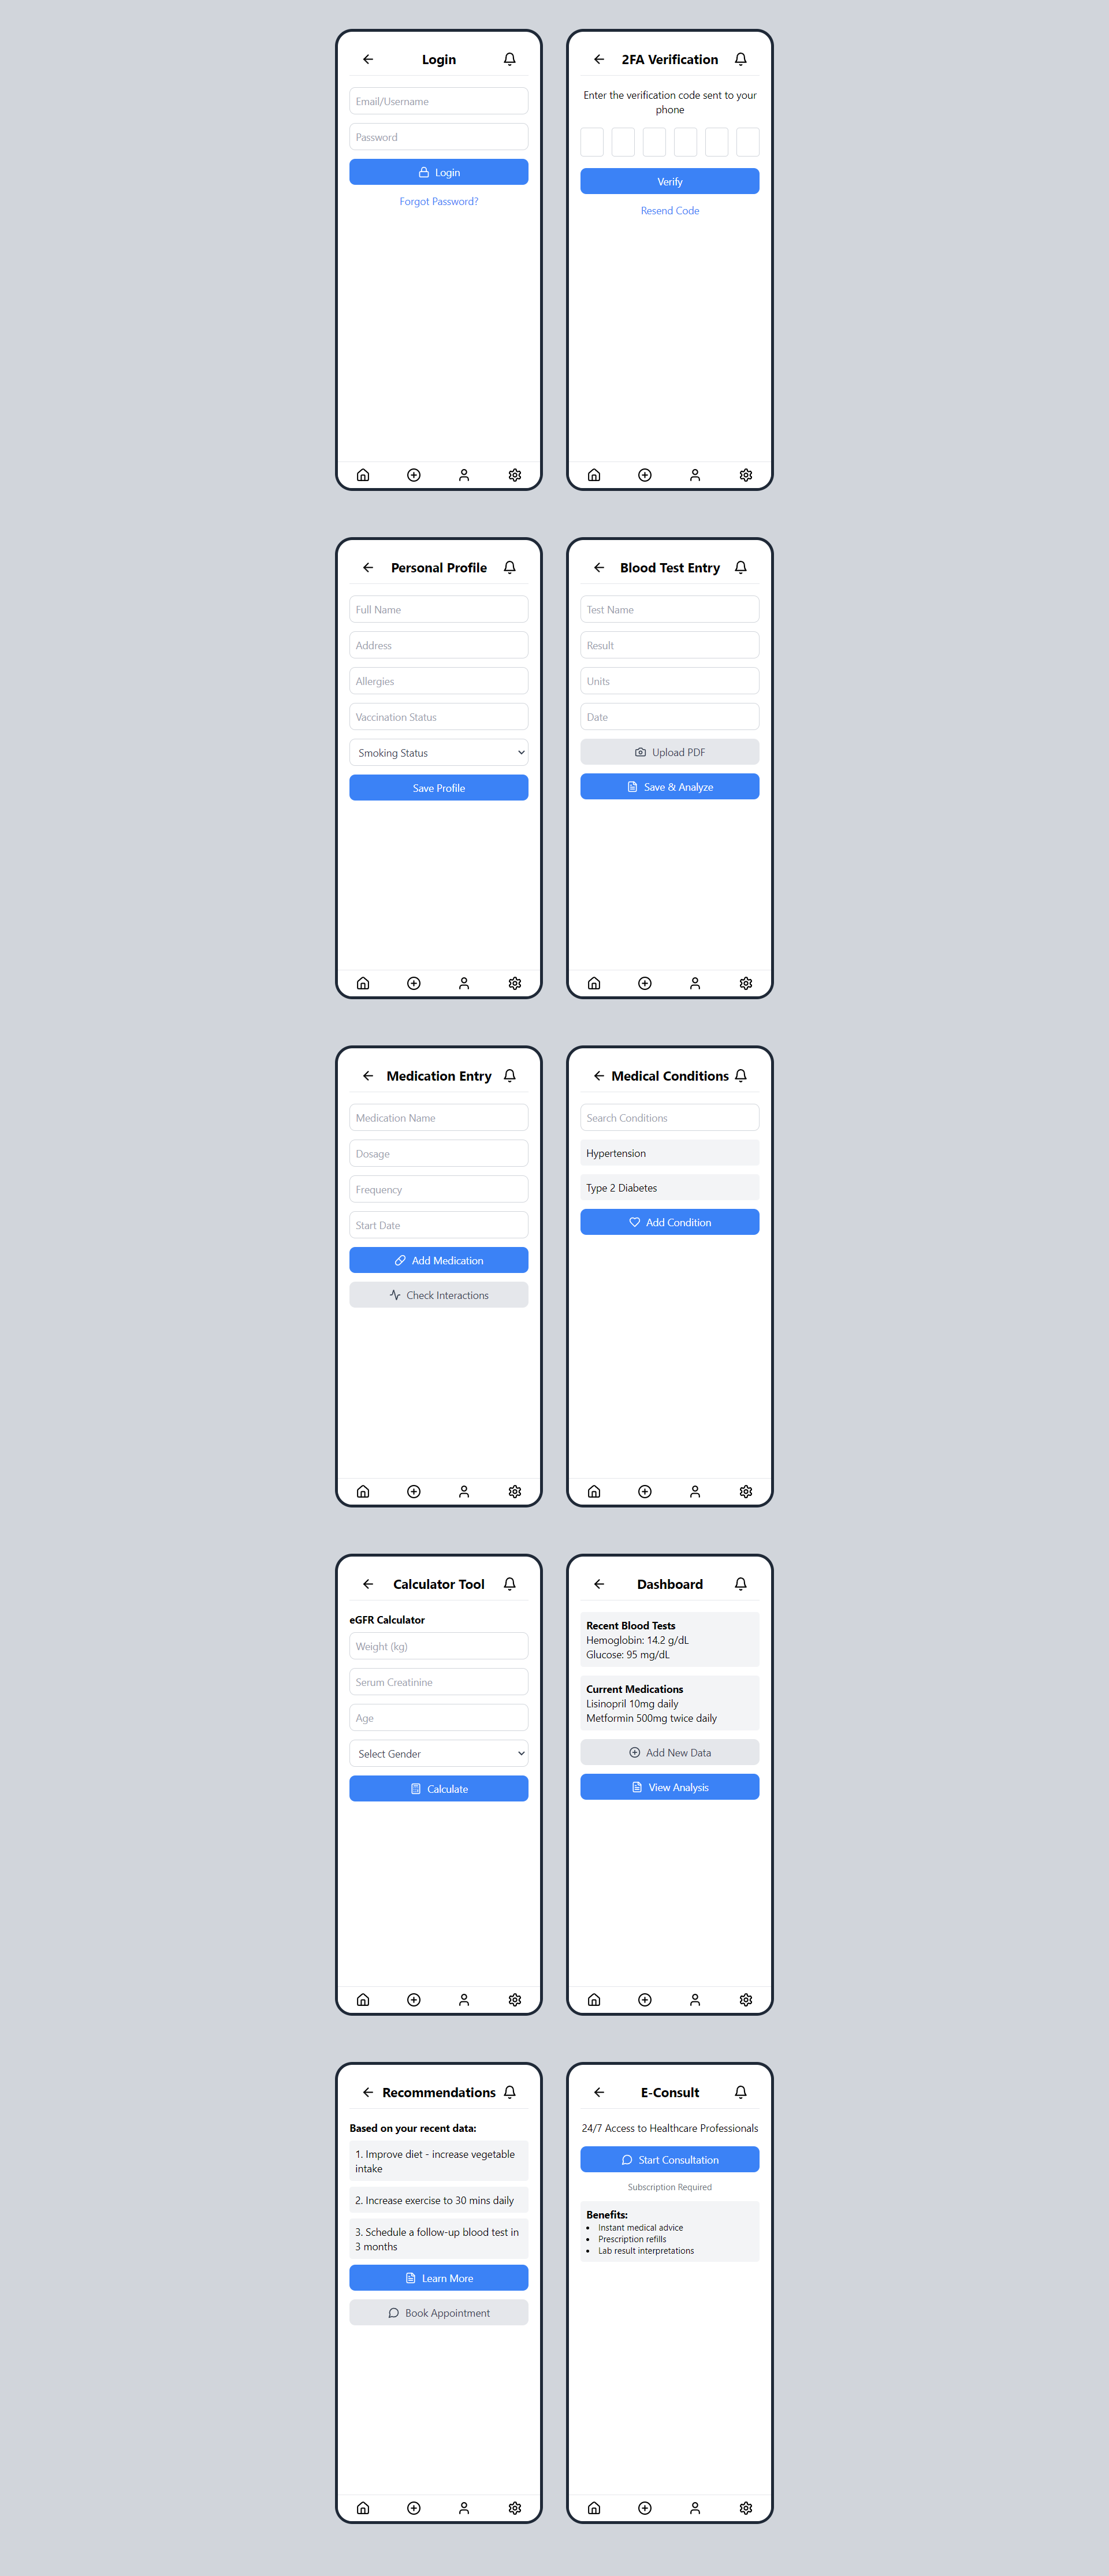 Login
Email/Username
Password
Login
Forgot Password?
2FA Verification
Enter the verification code sent to your
phone
Verify
Resend Code
Personal Profile
Full Name
Address
Allergies
Vaccination Status
Smoking Status
Save Profile
Blood Test Entry
Test Name
Result
Units
Date
Upload PDF
Save & Analyze
Medication Entry
Medication Name
Dosage
Frequency
Start Date
Add Medication
Check Interactions
Medical Conditions
Search Conditions
Hypertension
Type 2 Diabetes
Add Condition
Calculator Tool
eGFR Calculator
Weight (kg)
Serum Creatinine
Age
Select Gender
Calculate
Dashboard
Recent Blood Tests
Hemoglobin: 14.2 g/dL
Glucose: 95 mg/dL
Current Medications
Lisinopril 10mg daily
Metformin 500mg twice daily
Add New Data
View Analysis
Recommendations
Based on your recent data:
1. Improve diet - increase vegetable
intake
2. Increase exercise to 30 mins daily
3. Schedule a follow-up blood test in
3 months
Learn More
Book Appointment
E-Consult
24/7 Access to Healthcare Professionals
Start Consultation
Subscription Required
Benefits:
• Instant medical advice
• Prescription refills
• Lab result interpretations